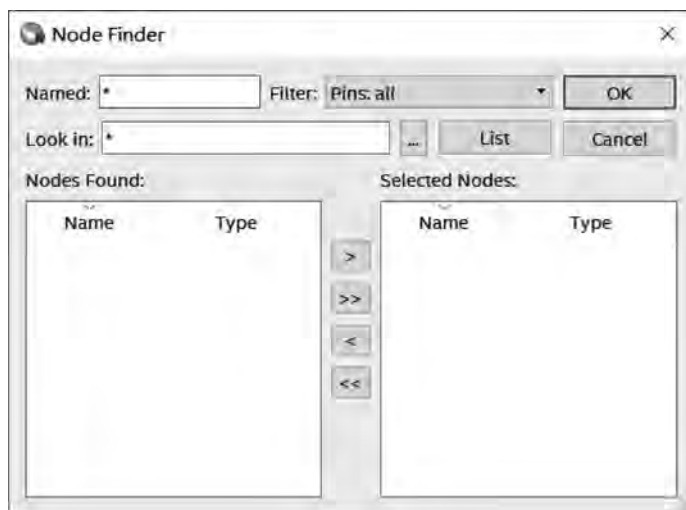 Node Finder
Named: * Filter: Pins: all OK
Look in: * ... List Cancel
Nodes Found: Selected Nodes:
Name Type Name Type
>
>>
<
<<